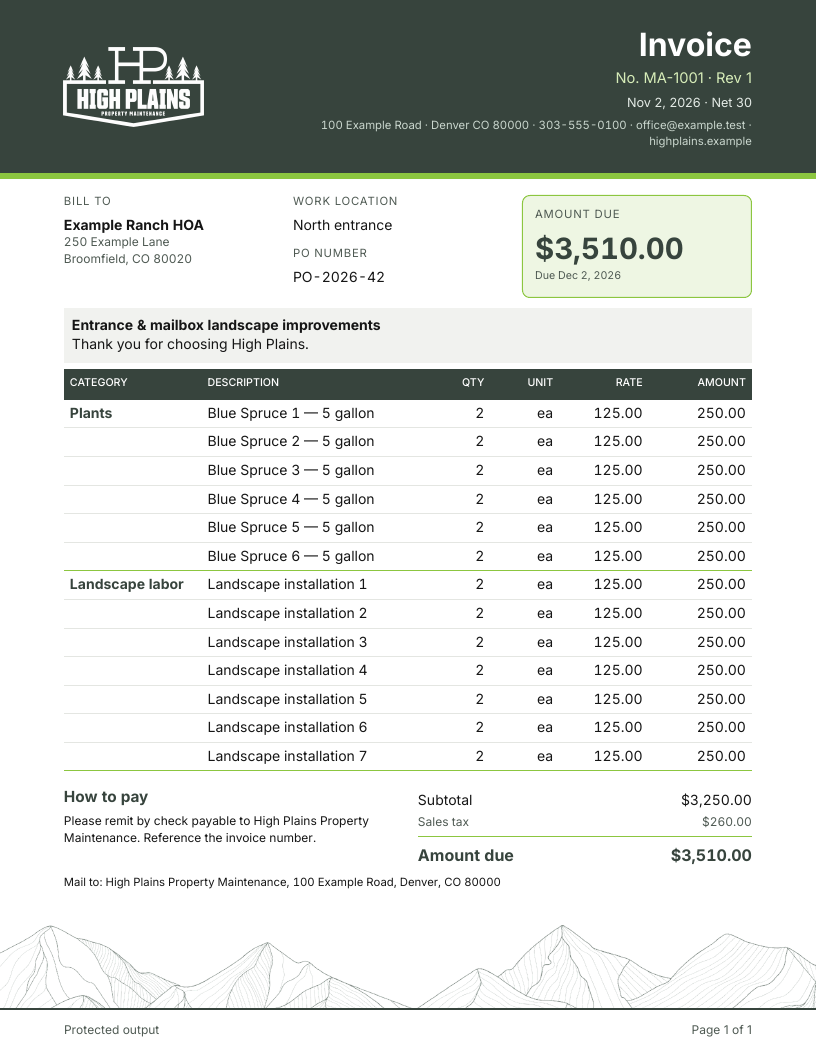 HP
HIGH PLAINS
PROPERTY MAINTENANCE
Invoice
No. MA-1001 · Rev 1
Nov 2, 2026 · Net 30
100 Example Road · Denver CO 80000 · 303-555-0100 · office@example.test ·
highplains.example
BILL TO
Example Ranch HOA
250 Example Lane
Broomfield, CO 80020
WORK LOCATION
North entrance
PO NUMBER
PO-2026-42
AMOUNT DUE
$3,510.00
Due Dec 2, 2026
Entrance & mailbox landscape improvements
Thank you for choosing High Plains.
CATEGORY DESCRIPTION QTY UNIT RATE AMOUNT
Plants Blue Spruce 1 — 5 gallon 2 ea 125.00 250.00
Blue Spruce 2 — 5 gallon 2 ea 125.00 250.00
Blue Spruce 3 — 5 gallon 2 ea 125.00 250.00
Blue Spruce 4 — 5 gallon 2 ea 125.00 250.00
Blue Spruce 5 — 5 gallon 2 ea 125.00 250.00
Blue Spruce 6 — 5 gallon 2 ea 125.00 250.00
Landscape labor Landscape installation 1 2 ea 125.00 250.00
Landscape installation 2 2 ea 125.00 250.00
Landscape installation 3 2 ea 125.00 250.00
Landscape installation 4 2 ea 125.00 250.00
Landscape installation 5 2 ea 125.00 250.00
Landscape installation 6 2 ea 125.00 250.00
Landscape installation 7 2 ea 125.00 250.00
How to pay
Please remit by check payable to High Plains Property
Maintenance. Reference the invoice number.
Subtotal $3,250.00
Sales tax $260.00
Amount due $3,510.00
Mail to: High Plains Property Maintenance, 100 Example Road, Denver, CO 80000
Protected output Page 1 of 1